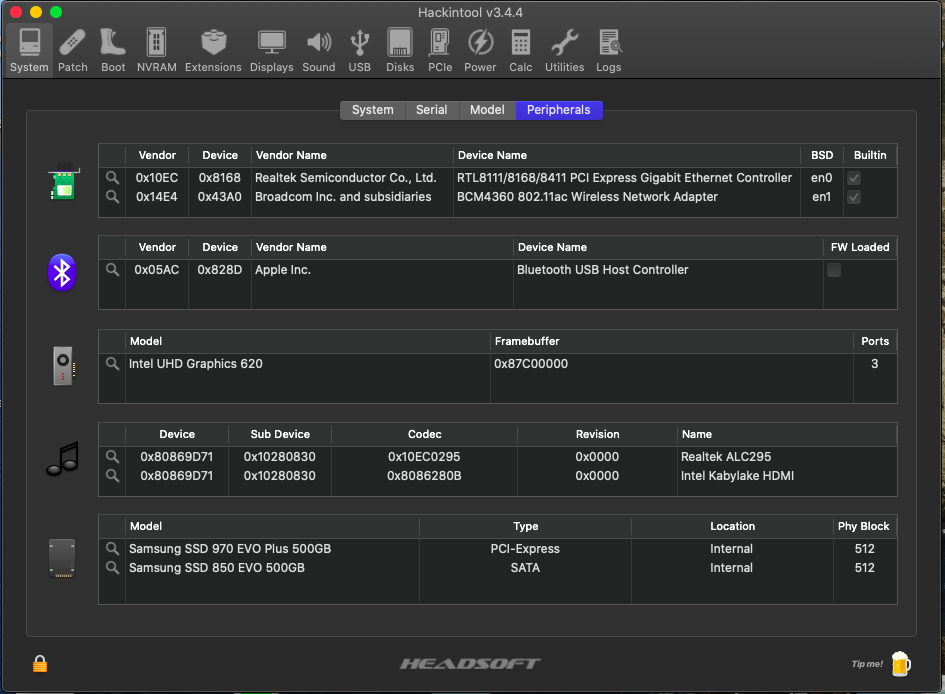 Hackintool v3.4.4
System Patch Boot NVRAM Extensions Displays Sound USB Disks PCIe Power Calc Utilities Logs
System Serial Model Peripherals
Vendor Device Vendor Name Device Name BSD Builtin
0x10EC 0x8168 Realtek Semiconductor Co., Ltd. RTL8111/8168/8411 PCI Express Gigabit Ethernet Controller en0
0x14E4 0x43A0 Broadcom Inc. and subsidiaries BCM4360 802.11ac Wireless Network Adapter en1
Vendor Device Vendor Name Device Name FW Loaded
0x05AC 0x828D Apple Inc. Bluetooth USB Host Controller
Model Framebuffer Ports
Intel UHD Graphics 620 0x87C00000 3
Device Sub Device Codec Revision Name
0x80869D71 0x10280830 0x10EC0295 0x0000 Realtek ALC295
0x80869D71 0x10280830 0x8086280B 0x0000 Intel Kabylake HDMI
Model Type Location Phy Block
Samsung SSD 970 EVO Plus 500GB PCI-Express Internal 512
Samsung SSD 850 EVO 500GB SATA Internal 512
HEADSOFT Tip me!